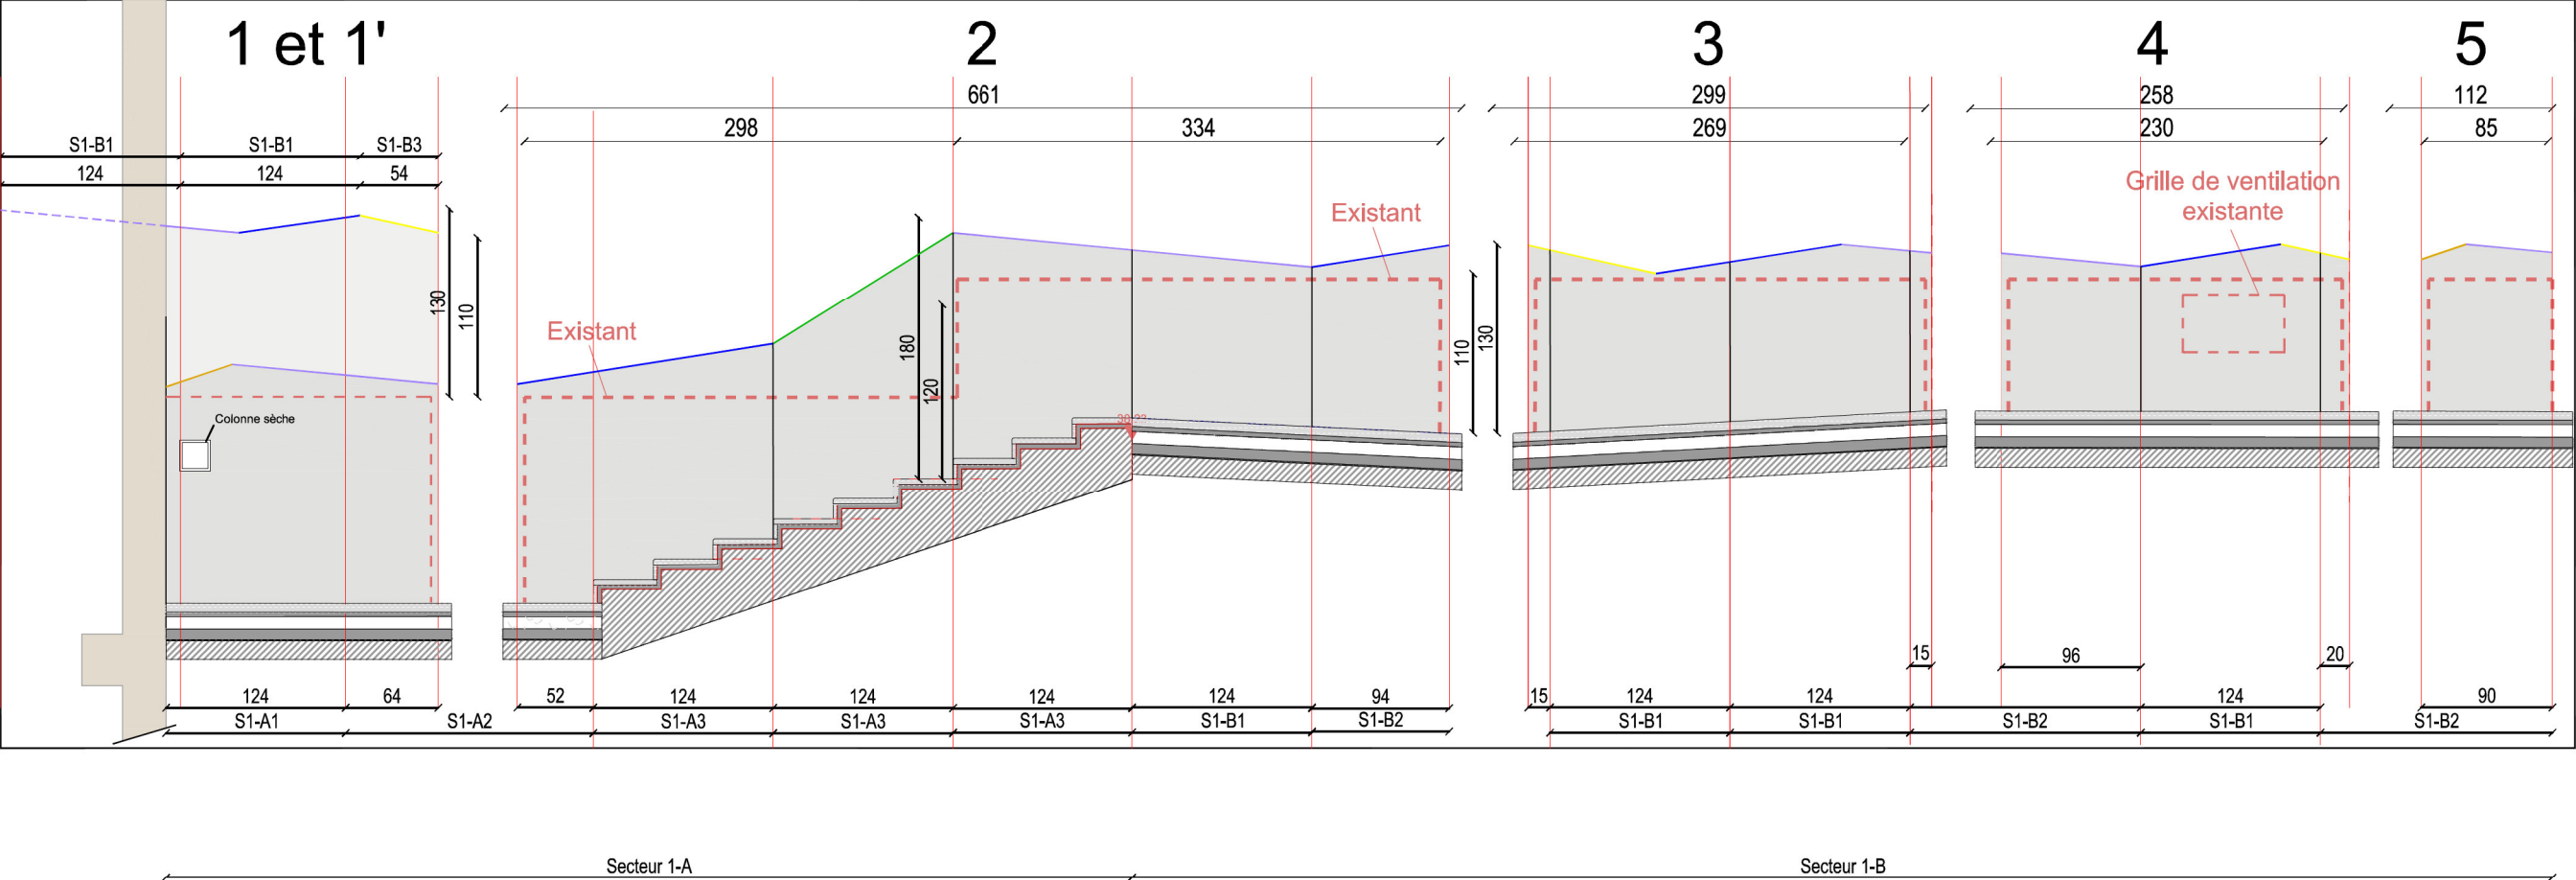 1 et 1'
2
3
4
5
661
299
258
112
298
334
269
230
85
S1-B1
S1-B1
S1-B3
124
124
54
Grille de ventilation
existante
Existant
Existant
130
110
180
120
110
130
Colonne sèche
15
96
20
124
64
52
124
124
124
124
94
15
124
124
124
90
S1-A1
S1-A2
S1-A3
S1-A3
S1-A3
S1-B1
S1-B2
S1-B1
S1-B1
S1-B2
S1-B1
S1-B2
Secteur 1-A
Secteur 1-B